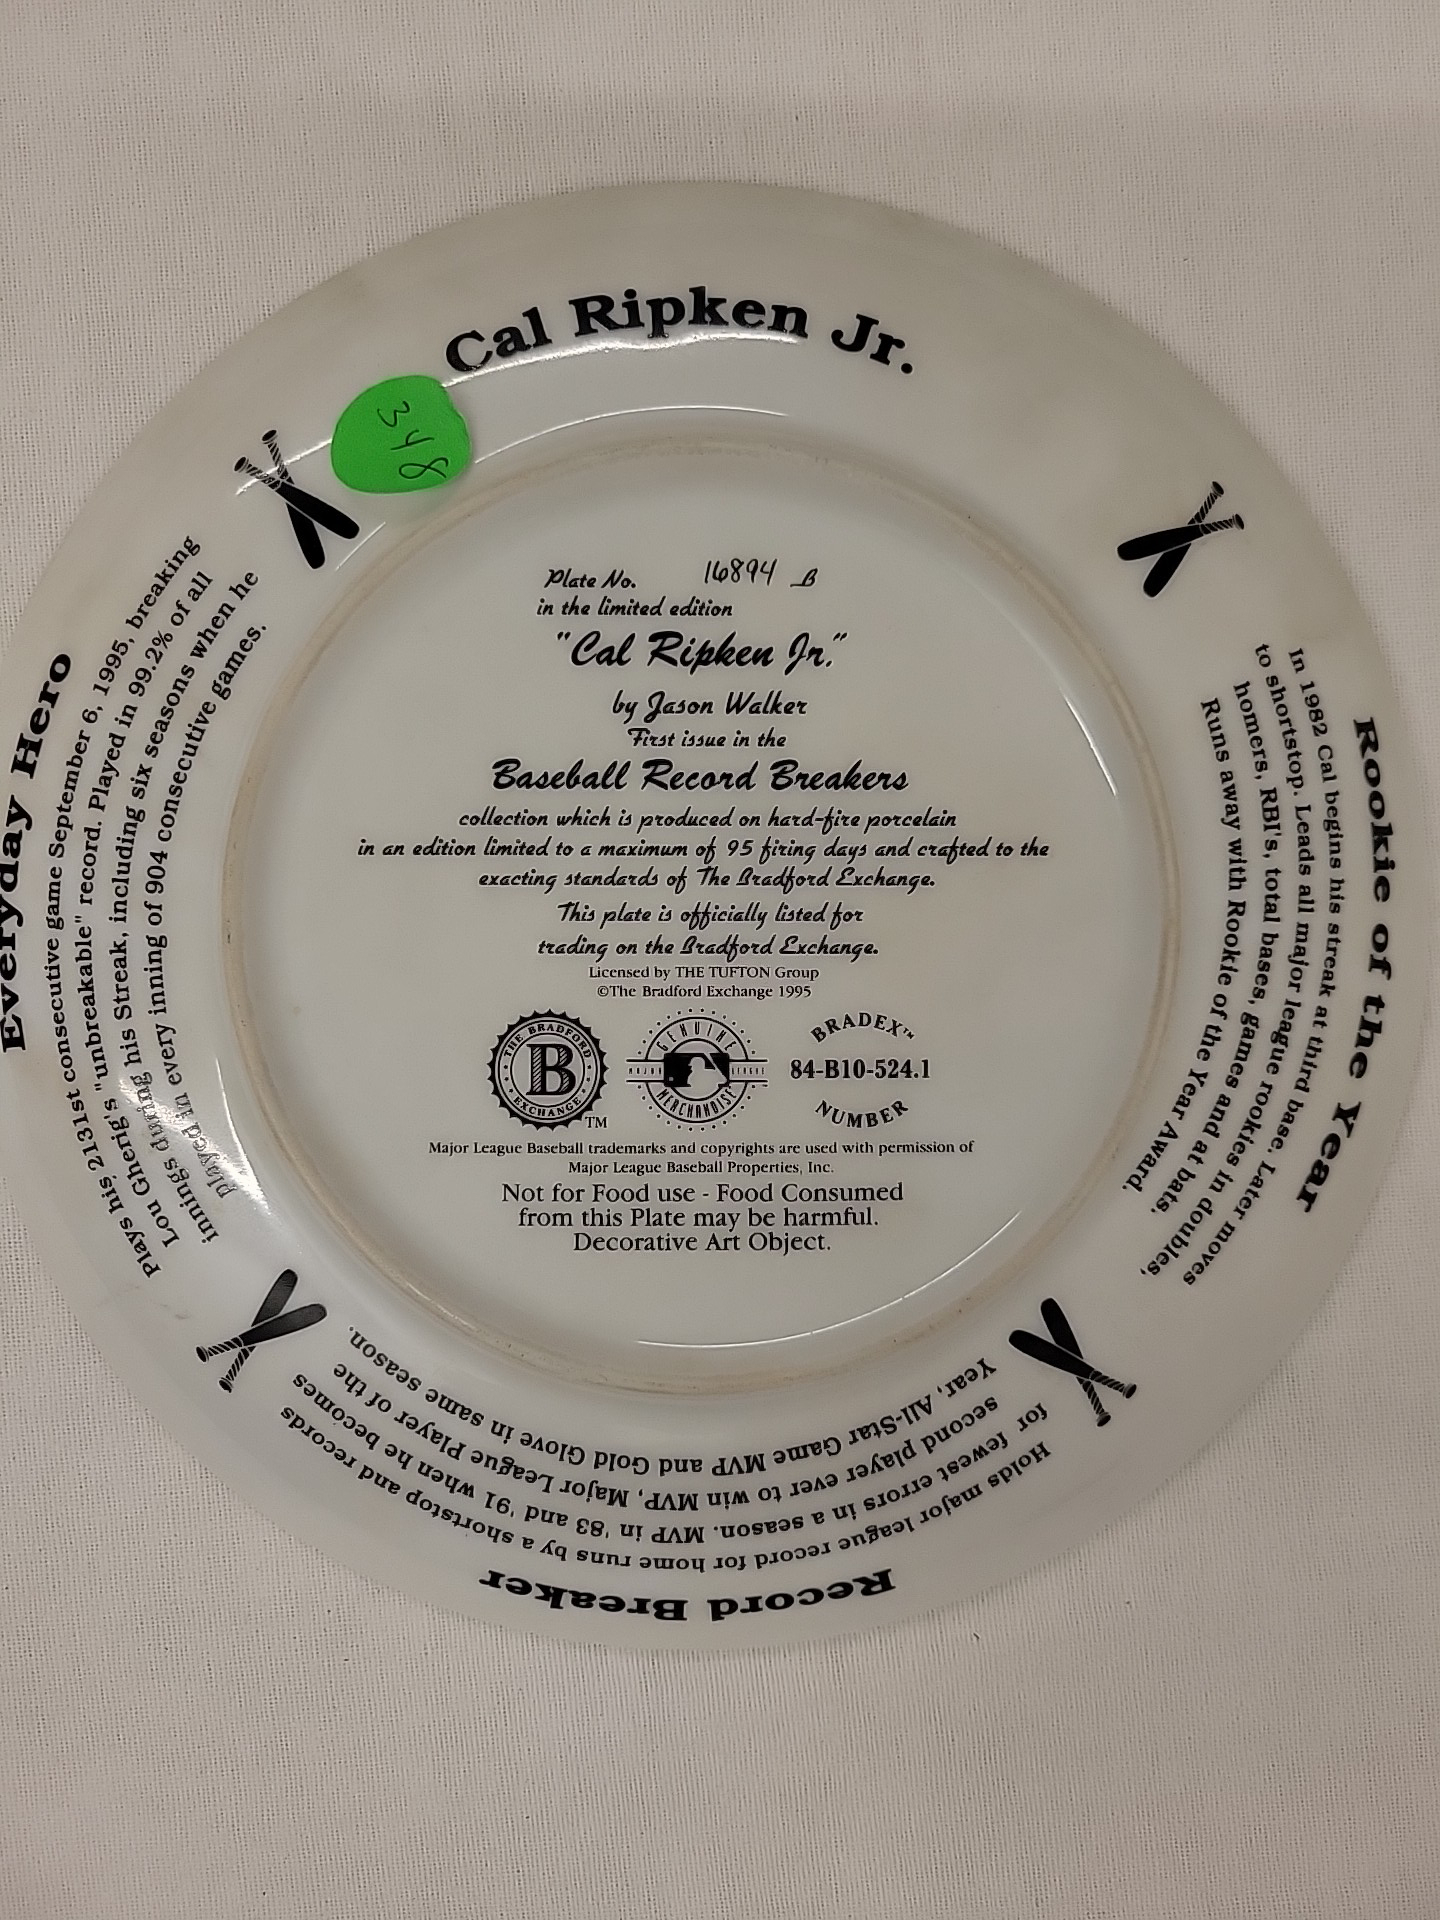 Cal Ripken Jr.
348
Plate No. 16894 B
in the limited edition
"Cal Ripken Jr."
by Jason Walker
First issue in the
Baseball Record Breakers
collection which is produced on hard-fire porcelain
in an edition limited to a maximum of 95 firing days and crafted to the
exacting standards of The Bradford Exchange.
This plate is officially listed for
trading on the Bradford Exchange.
Licensed by THE TUFTON Group
©The Bradford Exchange 1995
THE BRADFORD
B
EXCHANGE
TM
GENUINE
MAJOR LEAGUE
MERCHANDISE
BRADEX™
84-B10-524.1
NUMBER
Major League Baseball trademarks and copyrights are used with permission of
Major League Baseball Properties, Inc.
Not for Food use - Food Consumed
from this Plate may be harmful.
Decorative Art Object.
Rookie of the Year
In 1982 Cal begins his streak at third base. Later moves
to shortstop. Leads all major league rookies in doubles,
homers, RBI's, total bases, games and at bats.
Runs away with Rookie of the Year Award.
Record Breaker
Holds major league record for home runs by a shortstop and records
for fewest errors in a season. MVP in '83 and '91 when he becomes
second player ever to win MVP, Major League Player of the
Year, All-Star Game MVP and Gold Glove in same season.
Everyday Hero
Plays his 2131st consecutive game September 6, 1995, breaking
Lou Gherig's "unbreakable" record. Played in 99.2% of all
innings during his Streak, including six seasons when he
played in every inning of 904 consecutive games.